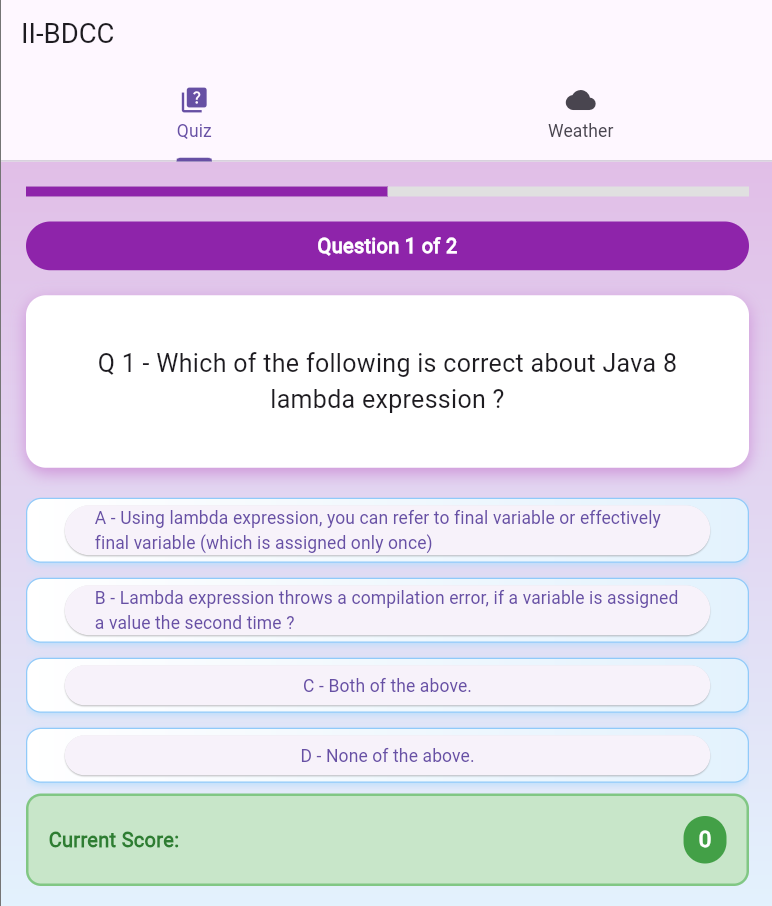 II-BDCC
?
Quiz
Weather
Question 1 of 2
Q 1 - Which of the following is correct about Java 8
lambda expression ?
A - Using lambda expression, you can refer to final variable or effectively
final variable (which is assigned only once)
B - Lambda expression throws a compilation error, if a variable is assigned
a value the second time ?
C - Both of the above.
D - None of the above.
Current Score:
0